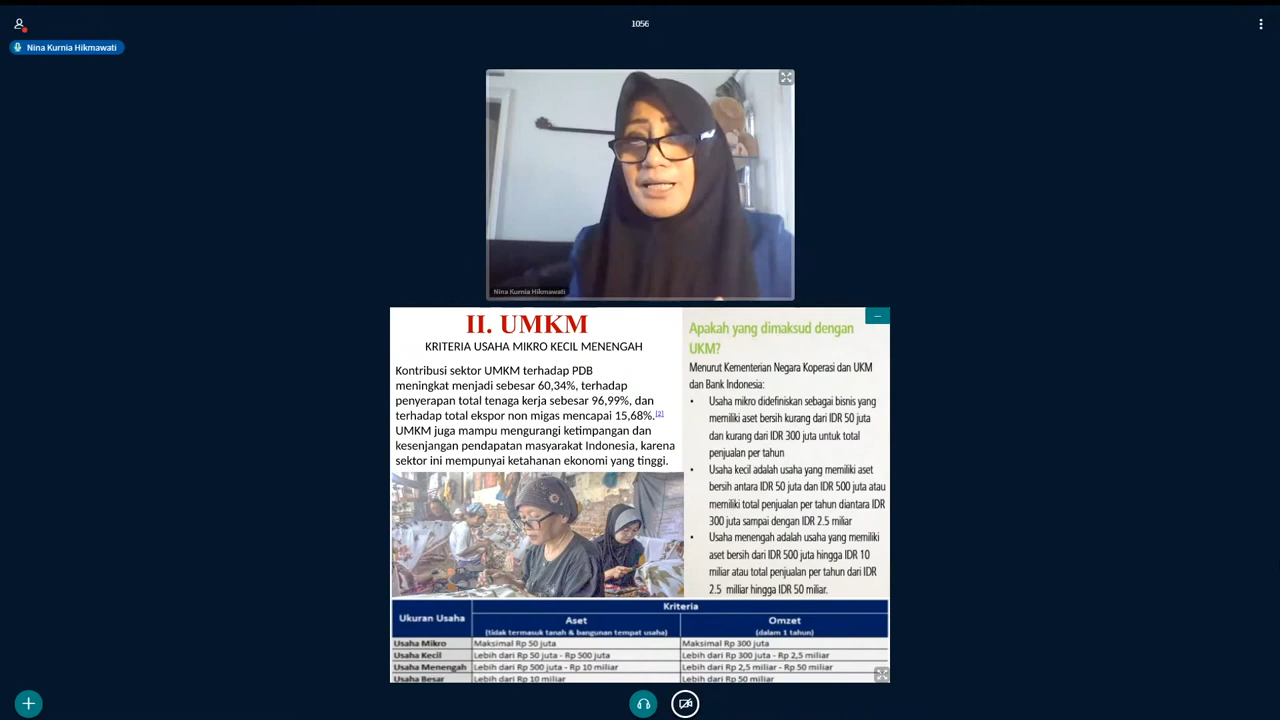 1056
Nina Kurnia Hikmawati
Nina Kurnia Hikmawati
II. UMKM
KRITERIA USAHA MIKRO KECIL MENENGAH
Kontribusi sektor UMKM terhadap PDB
meningkat menjadi sebesar 60,34%, terhadap
penyerapan total tenaga kerja sebesar 96,99%, dan
terhadap total ekspor non migas mencapai 15,68%.[2]
UMKM juga mampu mengurangi ketimpangan dan
kesenjangan pendapatan masyarakat Indonesia, karena
sektor ini mempunyai ketahanan ekonomi yang tinggi.
Apakah yang dimaksud dengan
UKM?
Menurut Kementerian Negara Koperasi dan UKM
dan Bank Indonesia:
• Usaha mikro didefiniskan sebagai bisnis yang
memiliki aset bersih kurang dari IDR 50 juta
dan kurang dari IDR 300 juta untuk total
penjualan per tahun
• Usaha kecil adalah usaha yang memiliki aset
bersih antara IDR 50 juta dan IDR 500 juta atau
memiliki total penjualan per tahun diantara IDR
300 juta sampai dengan IDR 2.5 miliar
• Usaha menengah adalah usaha yang memiliki
aset bersih dari IDR 500 juta hingga IDR 10
miliar atau total penjualan per tahun dari IDR
2.5 milliar hingga IDR 50 miliar.
Ukuran Usaha Kriteria
Aset Omzet
(tidak termasuk tanah & bangunan tempat usaha) (dalam 1 tahun)
Usaha Mikro Maksimal Rp 50 juta Maksimal Rp 300 juta
Usaha Kecil Lebih dari Rp 50 juta - Rp 500 juta Lebih dari Rp 300 juta - Rp 2,5 miliar
Usaha Menengah Lebih dari Rp 500 juta - Rp 10 miliar Lebih dari Rp 2,5 miliar - Rp 50 miliar
Usaha Besar Lebih dari Rp 10 miliar Lebih dari Rp 50 miliar